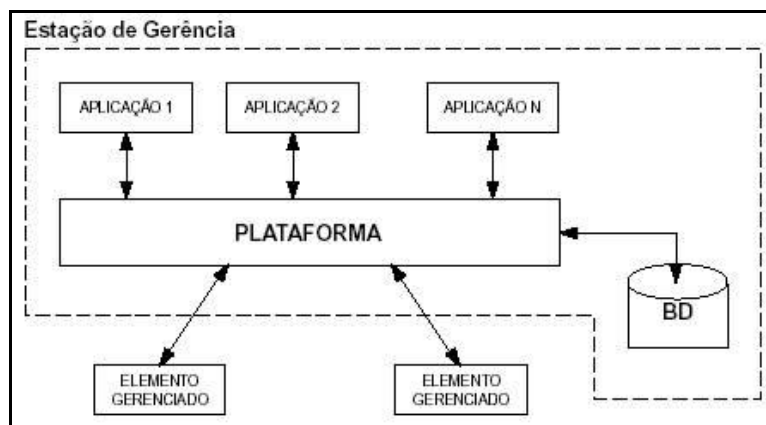 Estação de Gerência
APLICAÇÃO 1
APLICAÇÃO 2
APLICAÇÃO N
PLATAFORMA
BD
ELEMENTO
GERENCIADO
ELEMENTO
GERENCIADO